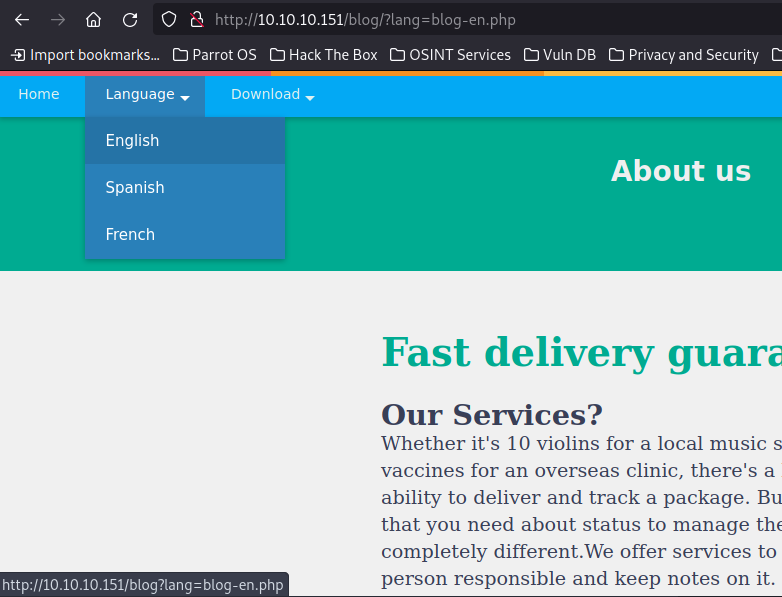 http://10.10.10.151/blog/?lang=blog-en.php
Import bookmarks... Parrot OS Hack The Box OSINT Services Vuln DB Privacy and Security
Home Language Download
English
Spanish
French
About us
Fast delivery guara
Our Services?
Whether it's 10 violins for a local music s
vaccines for an overseas clinic, there's a
ability to deliver and track a package. Bu
that you need about status to manage the
completely different.We offer services to
person responsible and keep notes on it.
http://10.10.10.151/blog?lang=blog-en.php